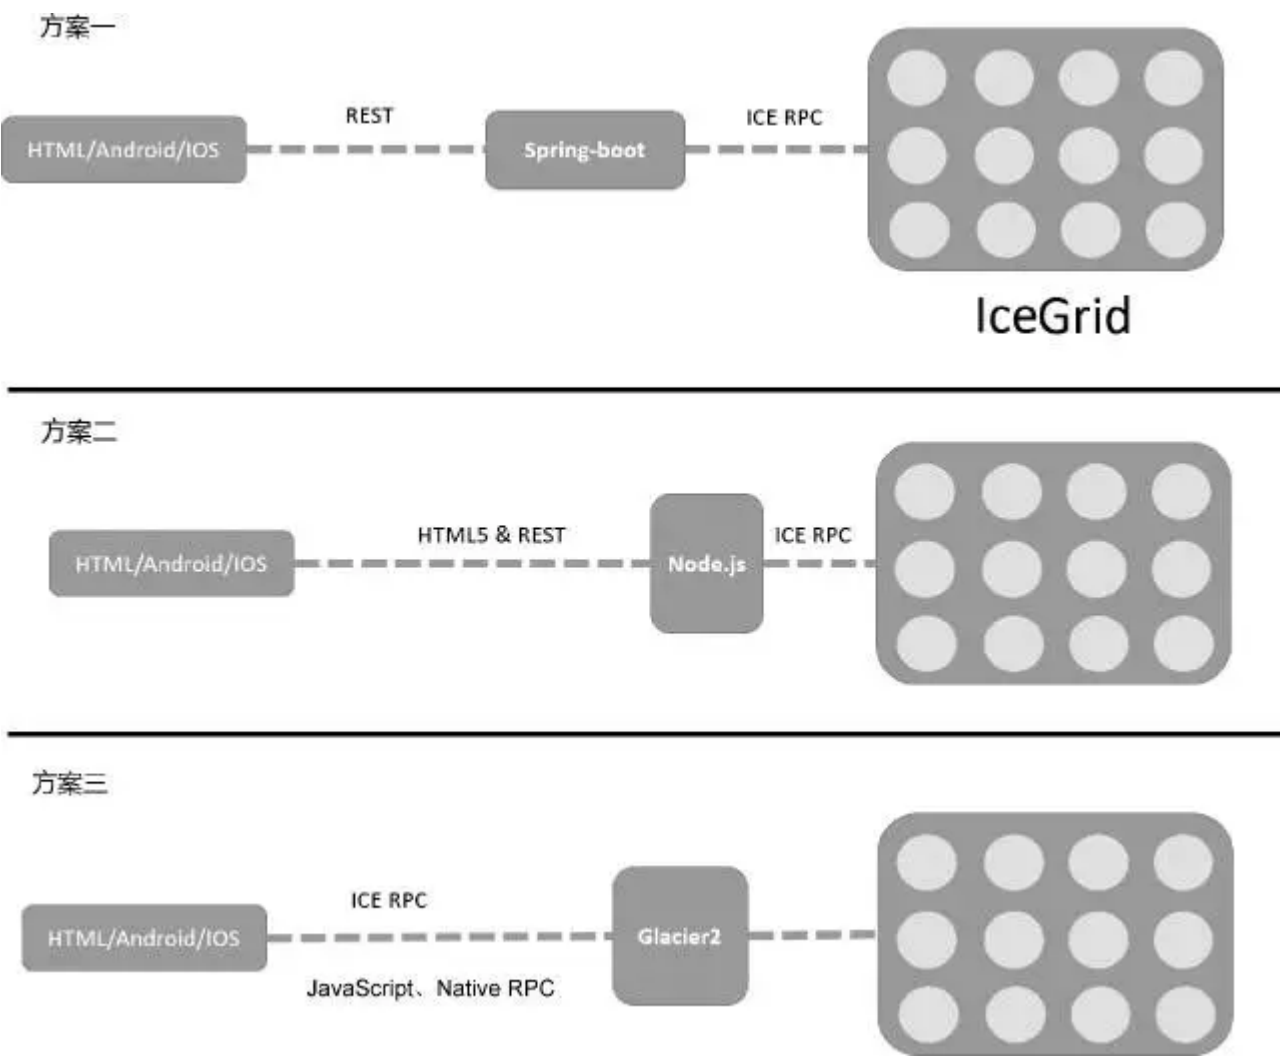 方案一
REST
ICE RPC
HTML/Android/IOS
Spring-boot
IceGrid
方案二
HTML5 & REST
ICE RPC
HTML/Android/IOS
Node.js
方案三
ICE RPC
HTML/Android/IOS
Glacier2
JavaScript、Native RPC